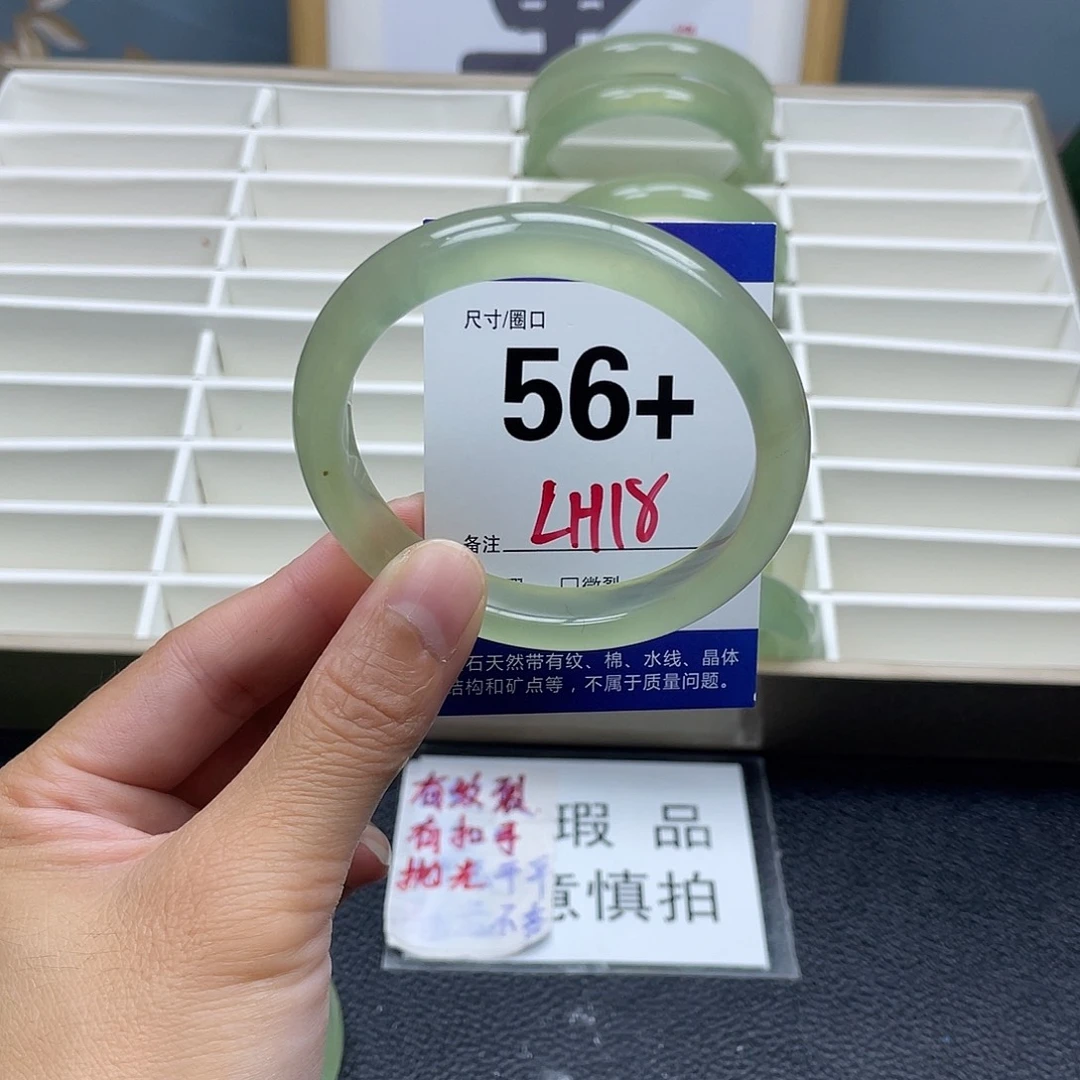 尺寸/圈口
56+
LH18
备注
微裂
石天然带有纹、棉、水线、晶体
结构和矿点等，不属于质量问题。
有纹裂
有扣手
抛光
瑕 品
意慎拍